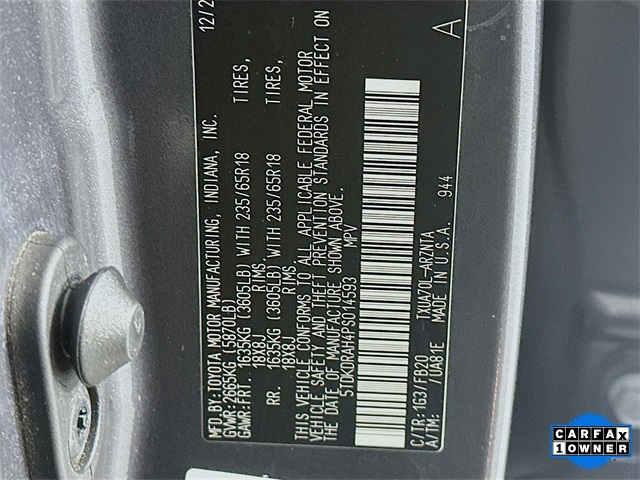 MFD.BY:TOYOTA MOTOR MANUFACTURING, INDIANA, INC. 12/2
GVWR:2665KG (5870LB)
GAWR:FRT. 1635KG (3605LB) WITH 235/65R18 TIRES,
18X8J RIMS.
RR. 1635KG (3605LB) WITH 235/65R18 TIRES,
18X8J RIMS.
THIS VEHICLE CONFORMS TO ALL APPLICABLE FEDERAL MOTOR
VEHICLE SAFETY AND THEFT PREVENTION STANDARDS IN EFFECT ON
THE DATE OF MANUFACTURE SHOWN ABOVE.
5TDKDRAH4PS014593 MPV
C/TR:1G3/FB20 TXUA70L-ARZNTA
A/TM: /UA81E MADE IN U.S.A. 944
A
CARFAX
1 OWNER